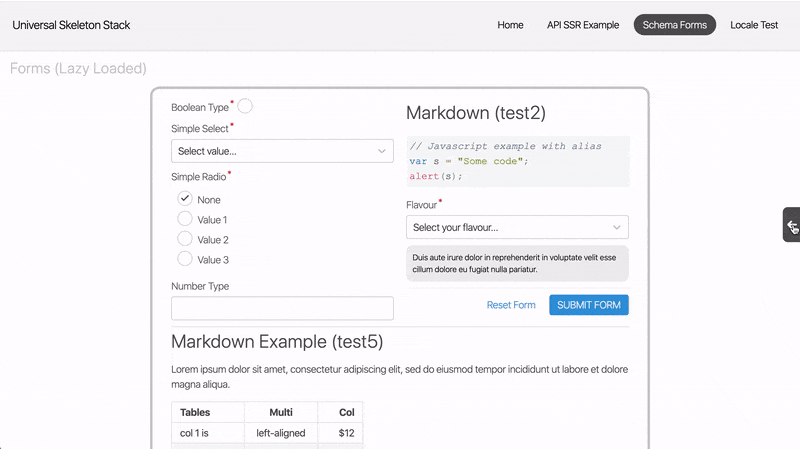 Universal Skeleton Stack
Home
API SSR Example
Schema Forms
Locale Test
Forms (Lazy Loaded)
Boolean Type*
Simple Select*
Select value...
Simple Radio*
None
Value 1
Value 2
Value 3
Number Type
Markdown (test2)
// Javascript example with alias
var s = "Some code";
alert(s);
Flavour*
Select your flavour...
Duis aute irure dolor in reprehenderit in voluptate velit esse
cillum dolore eu fugiat nulla pariatur.
Reset Form
SUBMIT FORM
Markdown Example (test5)
Lorem ipsum dolor sit amet, consectetur adipiscing elit, sed do eiusmod tempor incididunt ut labore et dolore
magna aliqua.
Tables Multi Col
col 1 is left-aligned $12